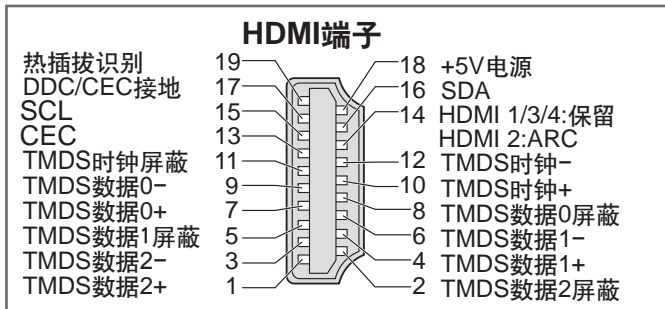 HDMI端子
热插拔识别 19
DDC/CEC接地 17
SCL 15
CEC 13
TMDS时钟屏蔽 11
TMDS数据0− 9
TMDS数据0+ 7
TMDS数据1屏蔽 5
TMDS数据2− 3
TMDS数据2+ 1
18 +5V电源
16 SDA
14 HDMI 1/3/4:保留
HDMI 2:ARC
12 TMDS时钟−
10 TMDS时钟+
8 TMDS数据0屏蔽
6 TMDS数据1−
4 TMDS数据1+
2 TMDS数据2屏蔽